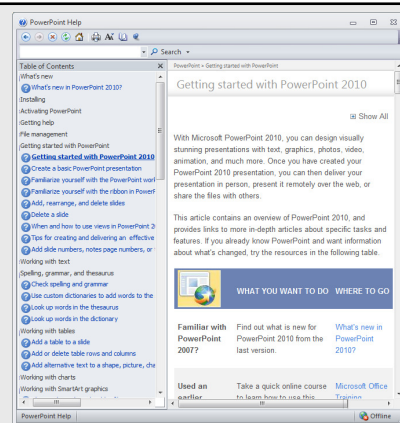 PowerPoint Help
Search
Table of Contents
What's new
What's new in PowerPoint 2010?
Installing
Activating PowerPoint
Getting help
File management
Getting started with PowerPoint
Getting started with PowerPoint 2010
Create a basic PowerPoint presentation
Familiarize yourself with the PowerPoint worl
Familiarize yourself with the ribbon in PowerF
Add, rearrange, and delete slides
Delete a slide
When and how to use views in PowerPoint 2
Tips for creating and delivering an effective
Add slide numbers, notes page numbers, or
Working with text
Spelling, grammar, and thesaurus
Check spelling and grammar
Use custom dictionaries to add words to the
Look up words in the thesaurus
Look up words in the dictionary
Working with tables
Add a table to a slide
Add or delete table rows and columns
Add alternative text to a shape, picture, cha
Working with charts
Working with SmartArt graphics
PowerPoint » Getting started with PowerPoint
Getting started with PowerPoint 2010
Show All
With Microsoft PowerPoint 2010, you can design visually
stunning presentations with text, graphics, photos, video,
animation, and much more. Once you have created your
PowerPoint 2010 presentation, you can then deliver your
presentation in person, present it remotely over the web, or
share the files with others.
This article contains an overview of PowerPoint 2010, and
provides links to more in-depth articles about specific tasks and
features. If you already know PowerPoint and want information
about what's changed, try the resources in the following table.
WHAT YOU WANT TO DO WHERE TO GO
Familiar with Find out what is new for What's new in
PowerPoint PowerPoint 2010 from the PowerPoint
2007? last version. 2010?
Used an Take a quick online course Microsoft Office
earlier to learn how to use this Training
PowerPoint Help
Offline